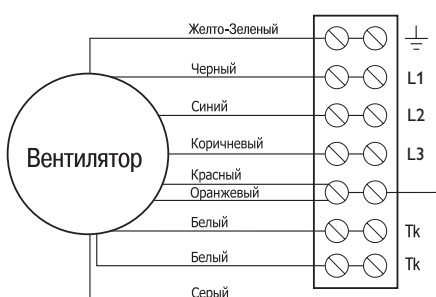 Желто-Зеленый
Черный L1
Синий L2
Коричневый L3
Вентилятор
Красный
Оранжевый
Белый Tk
Белый Tk
Серый